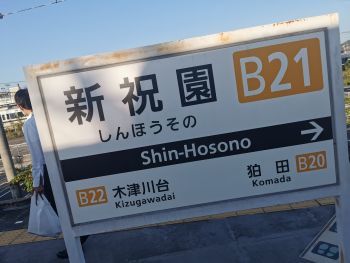 新祝園 B21
しんほうその
Shin-Hosono →
B22 木津川台 狛田 B20
Kizugawadai Komada